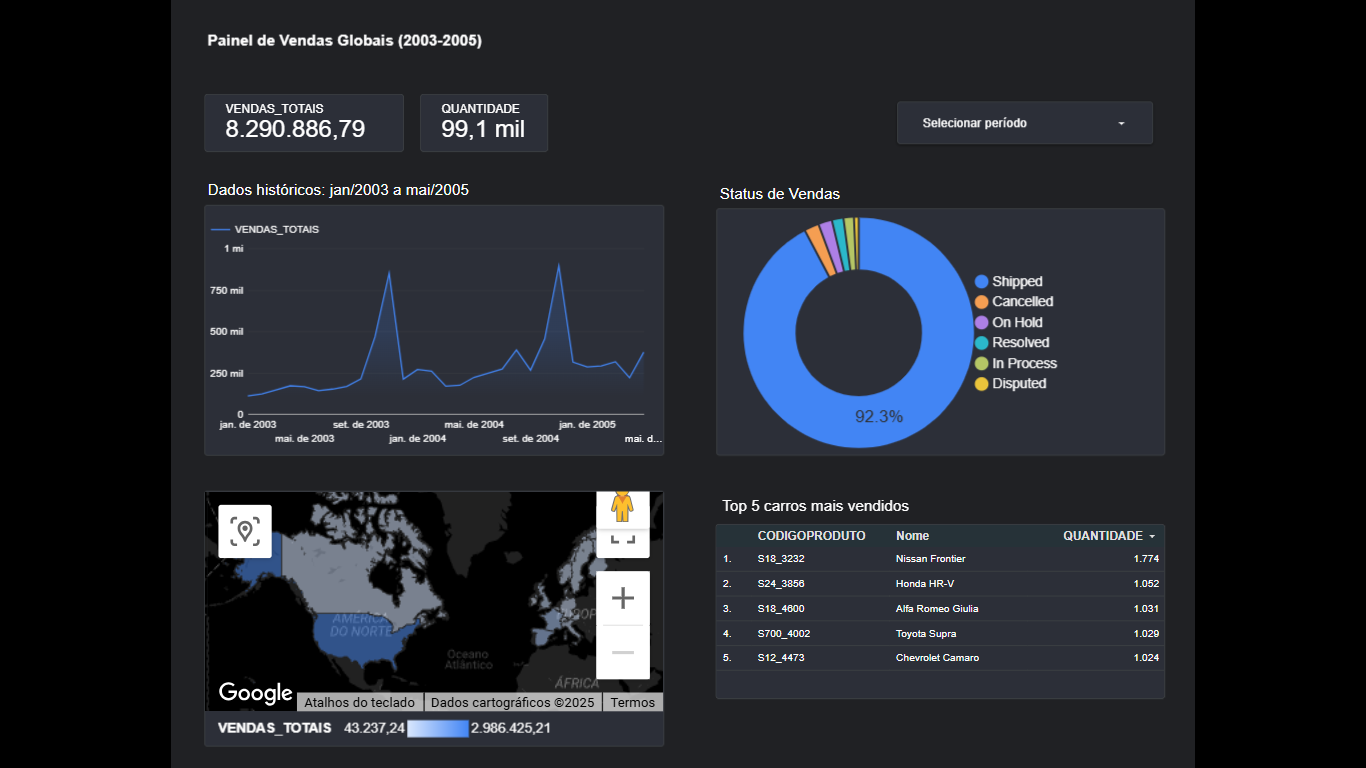 Painel de Vendas Globais (2003-2005)
VENDAS_TOTAIS
8.290.886,79
QUANTIDADE
99,1 mil
Selecionar período
Dados históricos: jan/2003 a mai/2005
VENDAS_TOTAIS
1 mi
750 mil
500 mil
250 mil
0
jan. de 2003
mai. de 2003
set. de 2003
jan. de 2004
mai. de 2004
set. de 2004
jan. de 2005
mai. d...
Status de Vendas
92.3%
Shipped
Cancelled
On Hold
Resolved
In Process
Disputed
AMÉRICA
DO NORTE
Oceano
Atlântico
ÁFRICA
Google
Atalhos do teclado
Dados cartográficos ©2025
Termos
VENDAS_TOTAIS 43.237,24 2.986.425,21
Top 5 carros mais vendidos
CODIGOPRODUTO Nome QUANTIDADE
1. S18_3232 Nissan Frontier 1.774
2. S24_3856 Honda HR-V 1.052
3. S18_4600 Alfa Romeo Giulia 1.031
4. S700_4002 Toyota Supra 1.029
5. S12_4473 Chevrolet Camaro 1.024